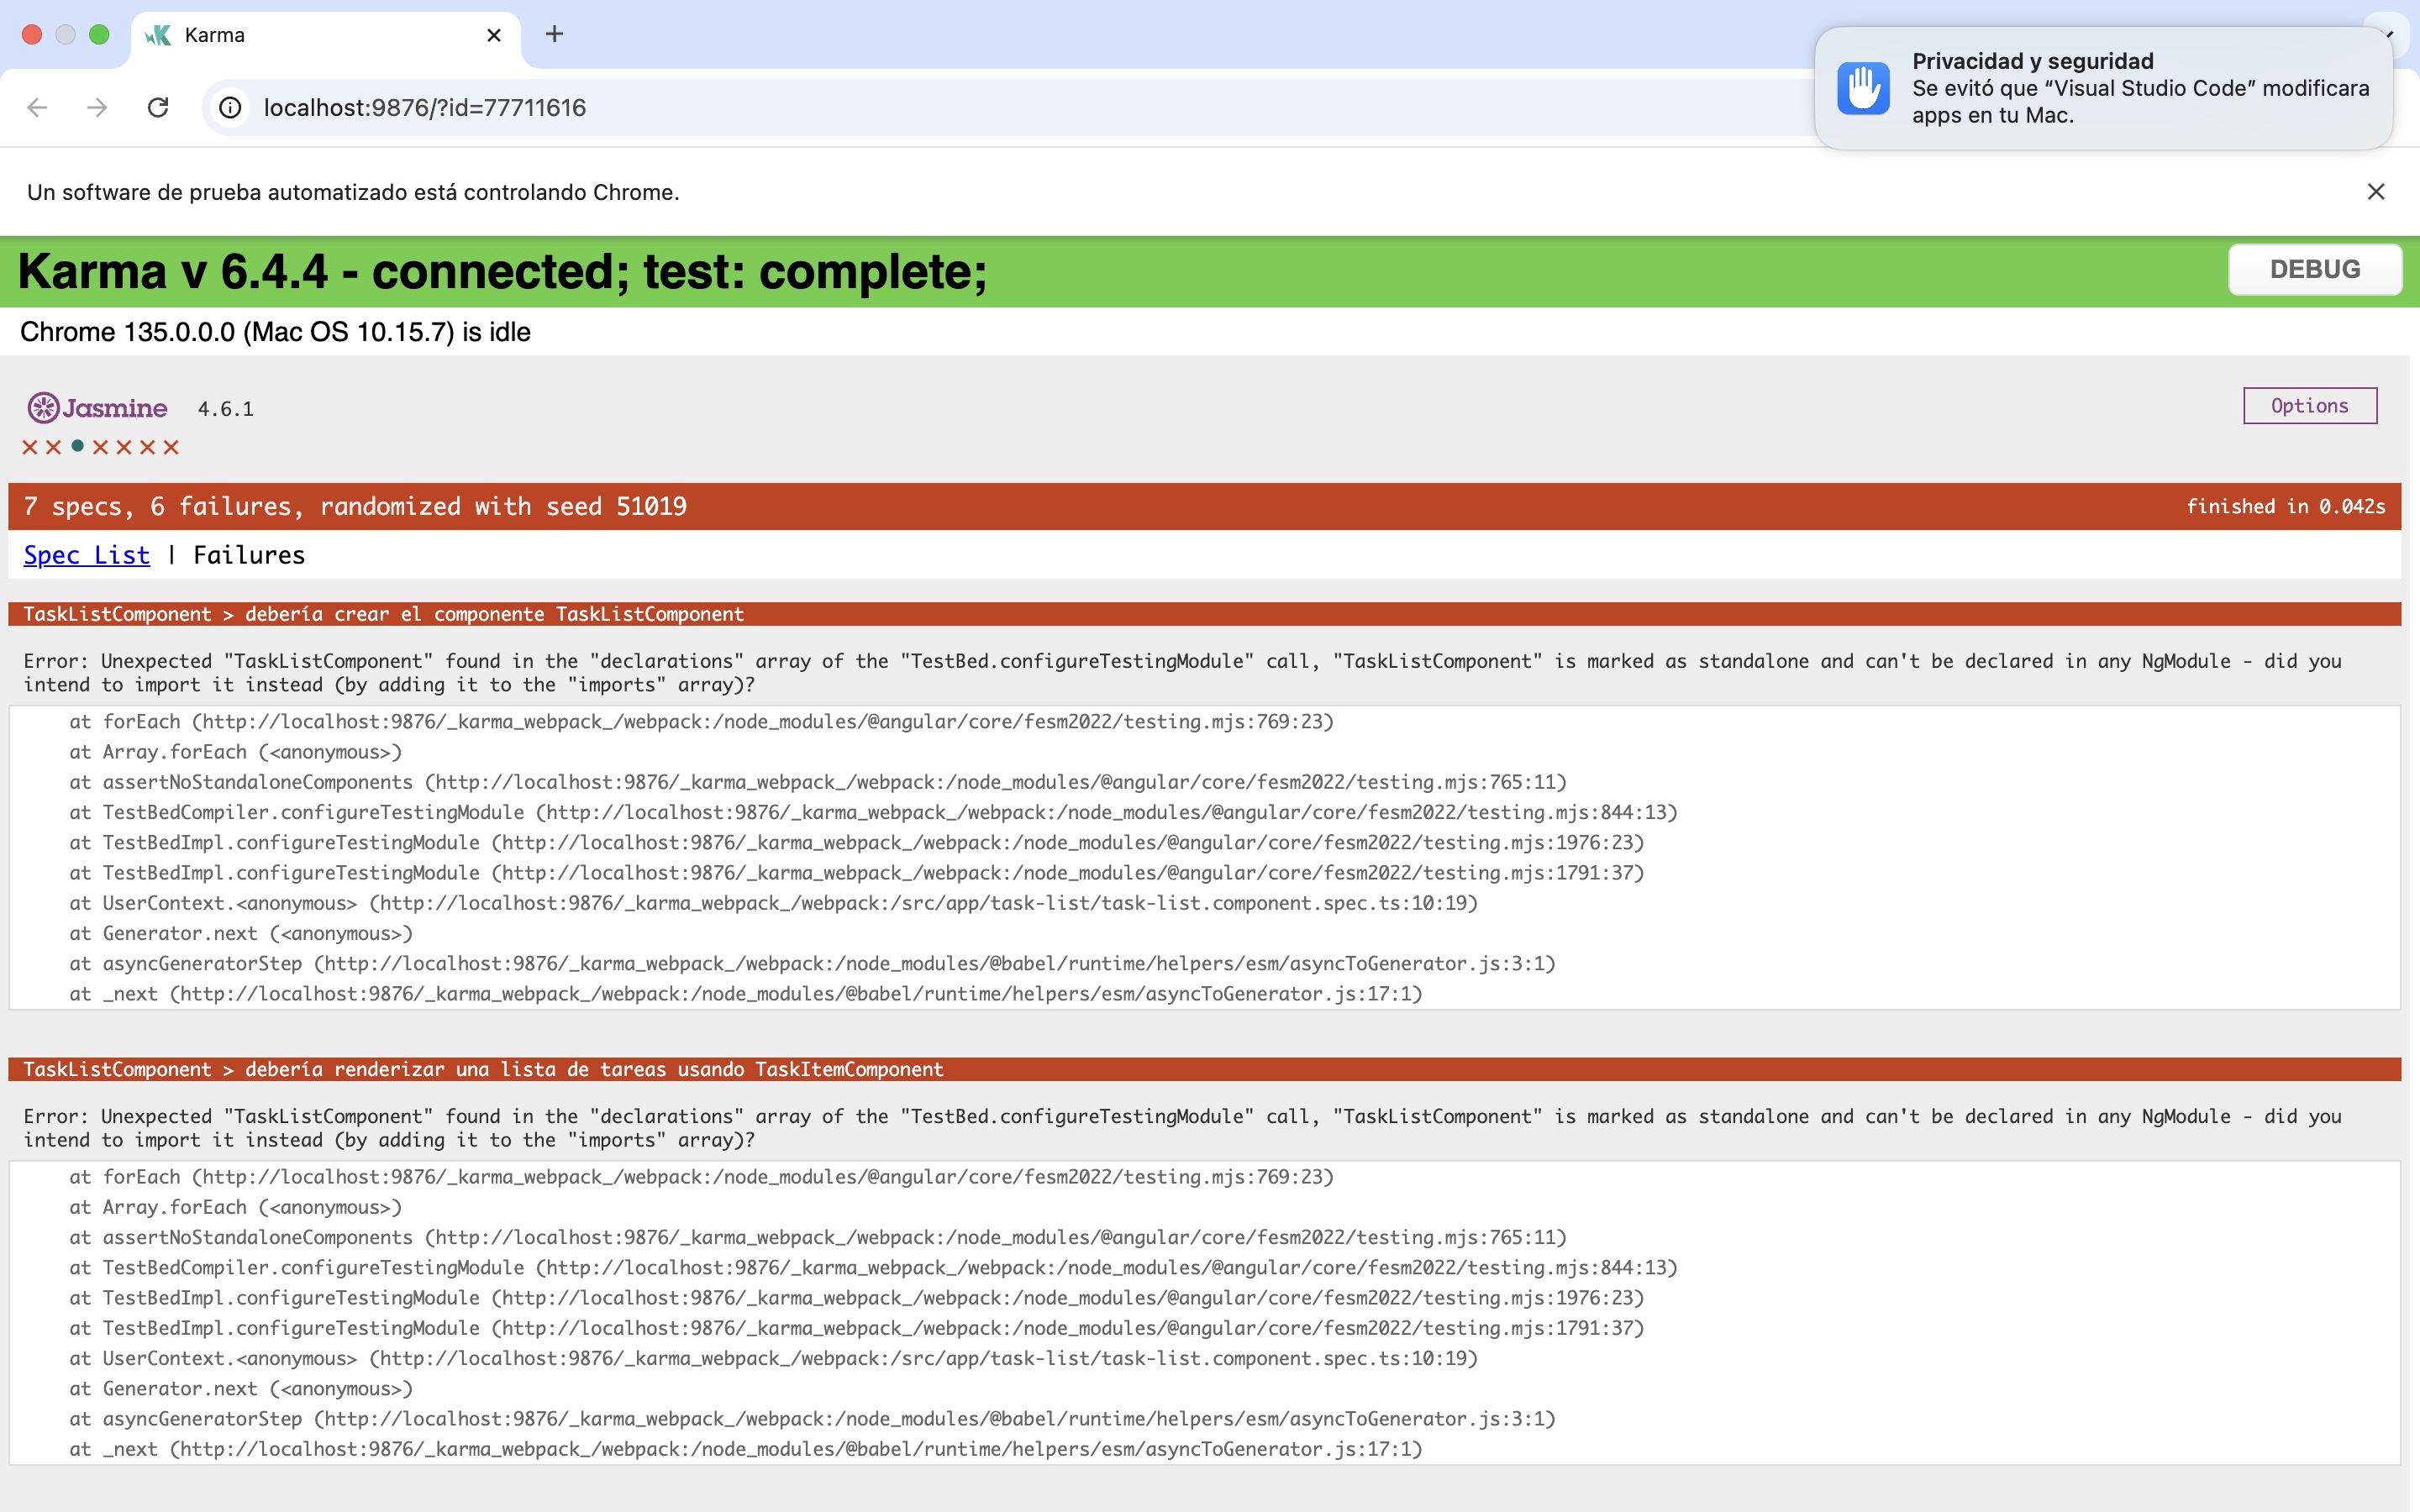 Karma
Privacidad y seguridad
Se evitó que “Visual Studio Code” modificara
apps en tu Mac.
localhost:9876/?id=77711616
Un software de prueba automatizado está controlando Chrome.
Karma v 6.4.4 - connected; test: complete;
DEBUG
Chrome 135.0.0.0 (Mac OS 10.15.7) is idle
Jasmine 4.6.1
Options
7 specs, 6 failures, randomized with seed 51019
finished in 0.042s
Spec List | Failures
TaskListComponent > debería crear el componente TaskListComponent
Error: Unexpected "TaskListComponent" found in the "declarations" array of the "TestBed.configureTestingModule" call, "TaskListComponent" is marked as standalone and can't be declared in any NgModule - did you
intend to import it instead (by adding it to the "imports" array)?
at forEach (http://localhost:9876/_karma_webpack_/webpack:/node_modules/@angular/core/fesm2022/testing.mjs:769:23)
at Array.forEach (<anonymous>)
at assertNoStandaloneComponents (http://localhost:9876/_karma_webpack_/webpack:/node_modules/@angular/core/fesm2022/testing.mjs:765:11)
at TestBedCompiler.configureTestingModule (http://localhost:9876/_karma_webpack_/webpack:/node_modules/@angular/core/fesm2022/testing.mjs:844:13)
at TestBedImpl.configureTestingModule (http://localhost:9876/_karma_webpack_/webpack:/node_modules/@angular/core/fesm2022/testing.mjs:1976:23)
at TestBedImpl.configureTestingModule (http://localhost:9876/_karma_webpack_/webpack:/node_modules/@angular/core/fesm2022/testing.mjs:1791:37)
at UserContext.<anonymous> (http://localhost:9876/_karma_webpack_/webpack:/src/app/task-list/task-list.component.spec.ts:10:19)
at Generator.next (<anonymous>)
at asyncGeneratorStep (http://localhost:9876/_karma_webpack_/webpack:/node_modules/@babel/runtime/helpers/esm/asyncToGenerator.js:3:1)
at _next (http://localhost:9876/_karma_webpack_/webpack:/node_modules/@babel/runtime/helpers/esm/asyncToGenerator.js:17:1)
TaskListComponent > debería renderizar una lista de tareas usando TaskItemComponent
Error: Unexpected "TaskListComponent" found in the "declarations" array of the "TestBed.configureTestingModule" call, "TaskListComponent" is marked as standalone and can't be declared in any NgModule - did you
intend to import it instead (by adding it to the "imports" array)?
at forEach (http://localhost:9876/_karma_webpack_/webpack:/node_modules/@angular/core/fesm2022/testing.mjs:769:23)
at Array.forEach (<anonymous>)
at assertNoStandaloneComponents (http://localhost:9876/_karma_webpack_/webpack:/node_modules/@angular/core/fesm2022/testing.mjs:765:11)
at TestBedCompiler.configureTestingModule (http://localhost:9876/_karma_webpack_/webpack:/node_modules/@angular/core/fesm2022/testing.mjs:844:13)
at TestBedImpl.configureTestingModule (http://localhost:9876/_karma_webpack_/webpack:/node_modules/@angular/core/fesm2022/testing.mjs:1976:23)
at TestBedImpl.configureTestingModule (http://localhost:9876/_karma_webpack_/webpack:/node_modules/@angular/core/fesm2022/testing.mjs:1791:37)
at UserContext.<anonymous> (http://localhost:9876/_karma_webpack_/webpack:/src/app/task-list/task-list.component.spec.ts:10:19)
at Generator.next (<anonymous>)
at asyncGeneratorStep (http://localhost:9876/_karma_webpack_/webpack:/node_modules/@babel/runtime/helpers/esm/asyncToGenerator.js:3:1)
at _next (http://localhost:9876/_karma_webpack_/webpack:/node_modules/@babel/runtime/helpers/esm/asyncToGenerator.js:17:1)